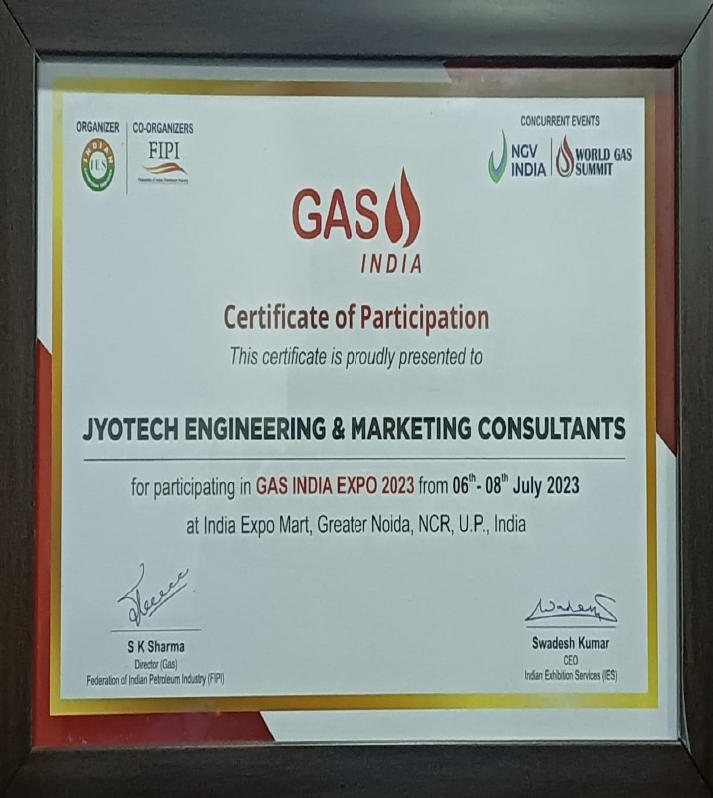 ORGANIZER
CO-ORGANIZERS
CONCURRENT EVENTS
INDIAN
IES
FIPI
NGV
INDIA
WORLD GAS
SUMMIT
GAS
INDIA
Certificate of Participation
This certificate is proudly presented to
JYOTECH ENGINEERING & MARKETING CONSULTANTS
for participating in GAS INDIA EXPO 2023 from 06th - 08th July 2023
at India Expo Mart, Greater Noida, NCR, U.P., India
S K Sharma
Director (Gas)
Federation of Indian Petroleum Industry (FIPI)
Swadesh Kumar
CEO
Indian Exhibition Services (IES)